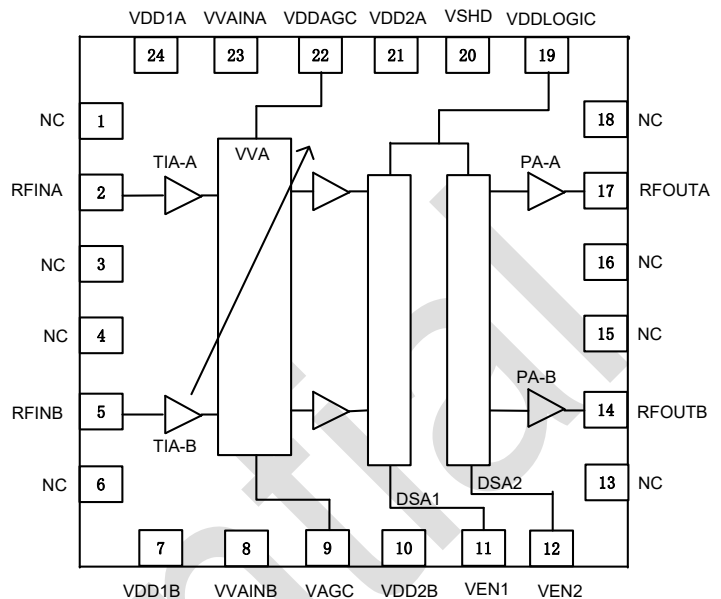 VDD1A VVAINA VDDAGC VDD2A VSHD VDDLOGIC
24 23 22 21 20 19
NC 1 18 NC
TIA-A VVA PA-A
RFINA 2 17 RFOUTA
NC 3 16 NC
NC 4 15 NC
PA-B
RFINB 5 14 RFOUTB
TIA-B
NC 6 13 NC
DSA1 DSA2
7 8 9 10 11 12
VDD1B VVAINB VAGC VDD2B VEN1 VEN2